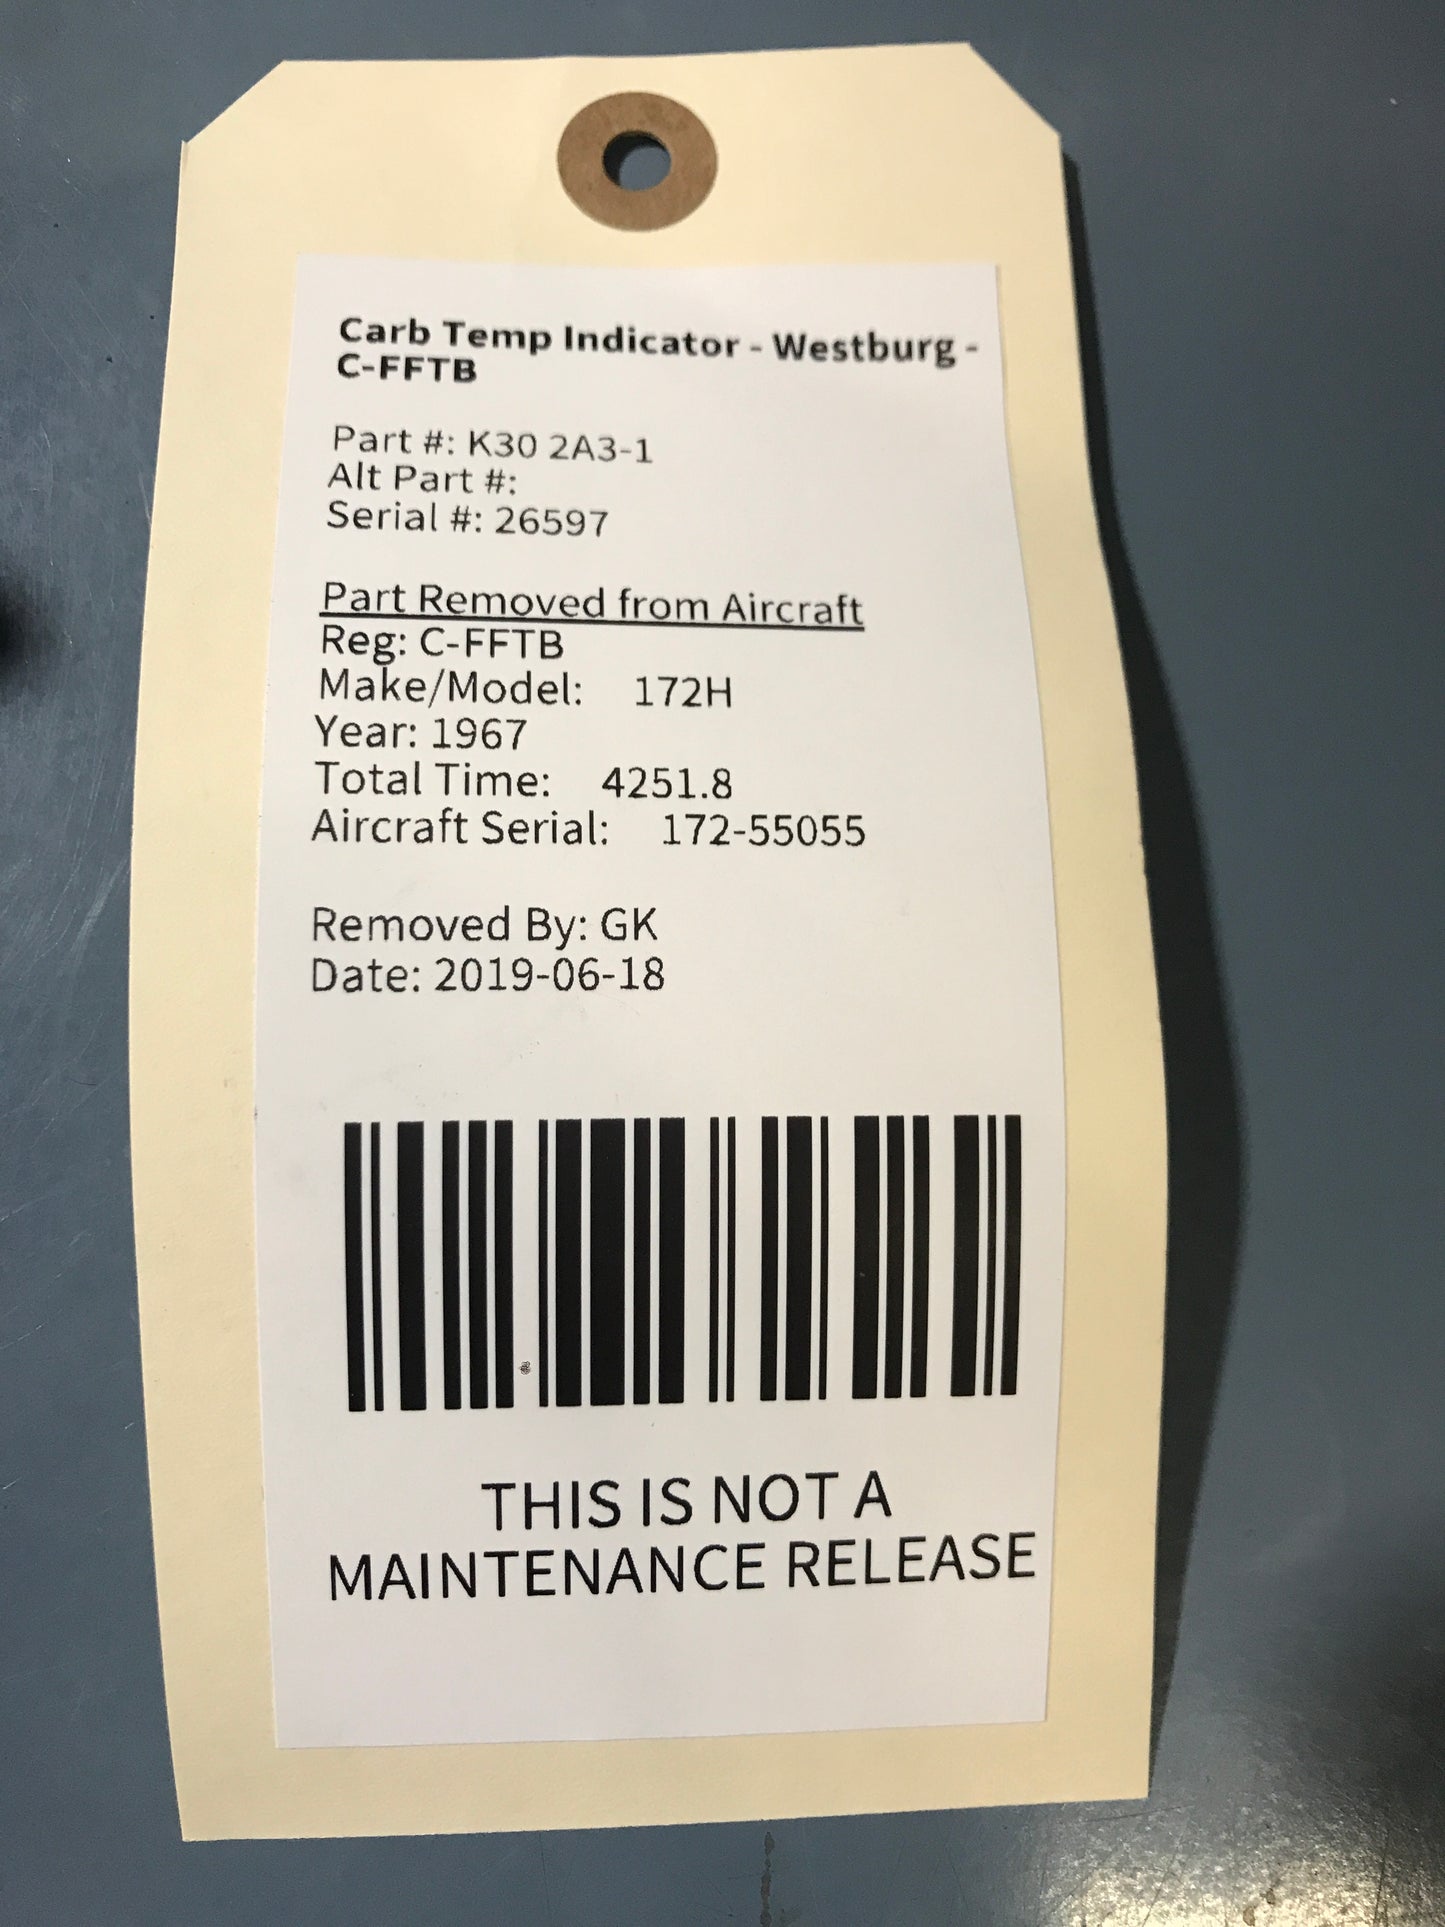 Carb Temp Indicator - Westburg -
C-FFTB
Part #: K30 2A3-1
Alt Part #:
Serial #: 26597
Part Removed from Aircraft
Reg: C-FFTB
Make/Model: 172H
Year: 1967
Total Time: 4251.8
Aircraft Serial: 172-55055
Removed By: GK
Date: 2019-06-18
THIS IS NOT A
MAINTENANCE RELEASE